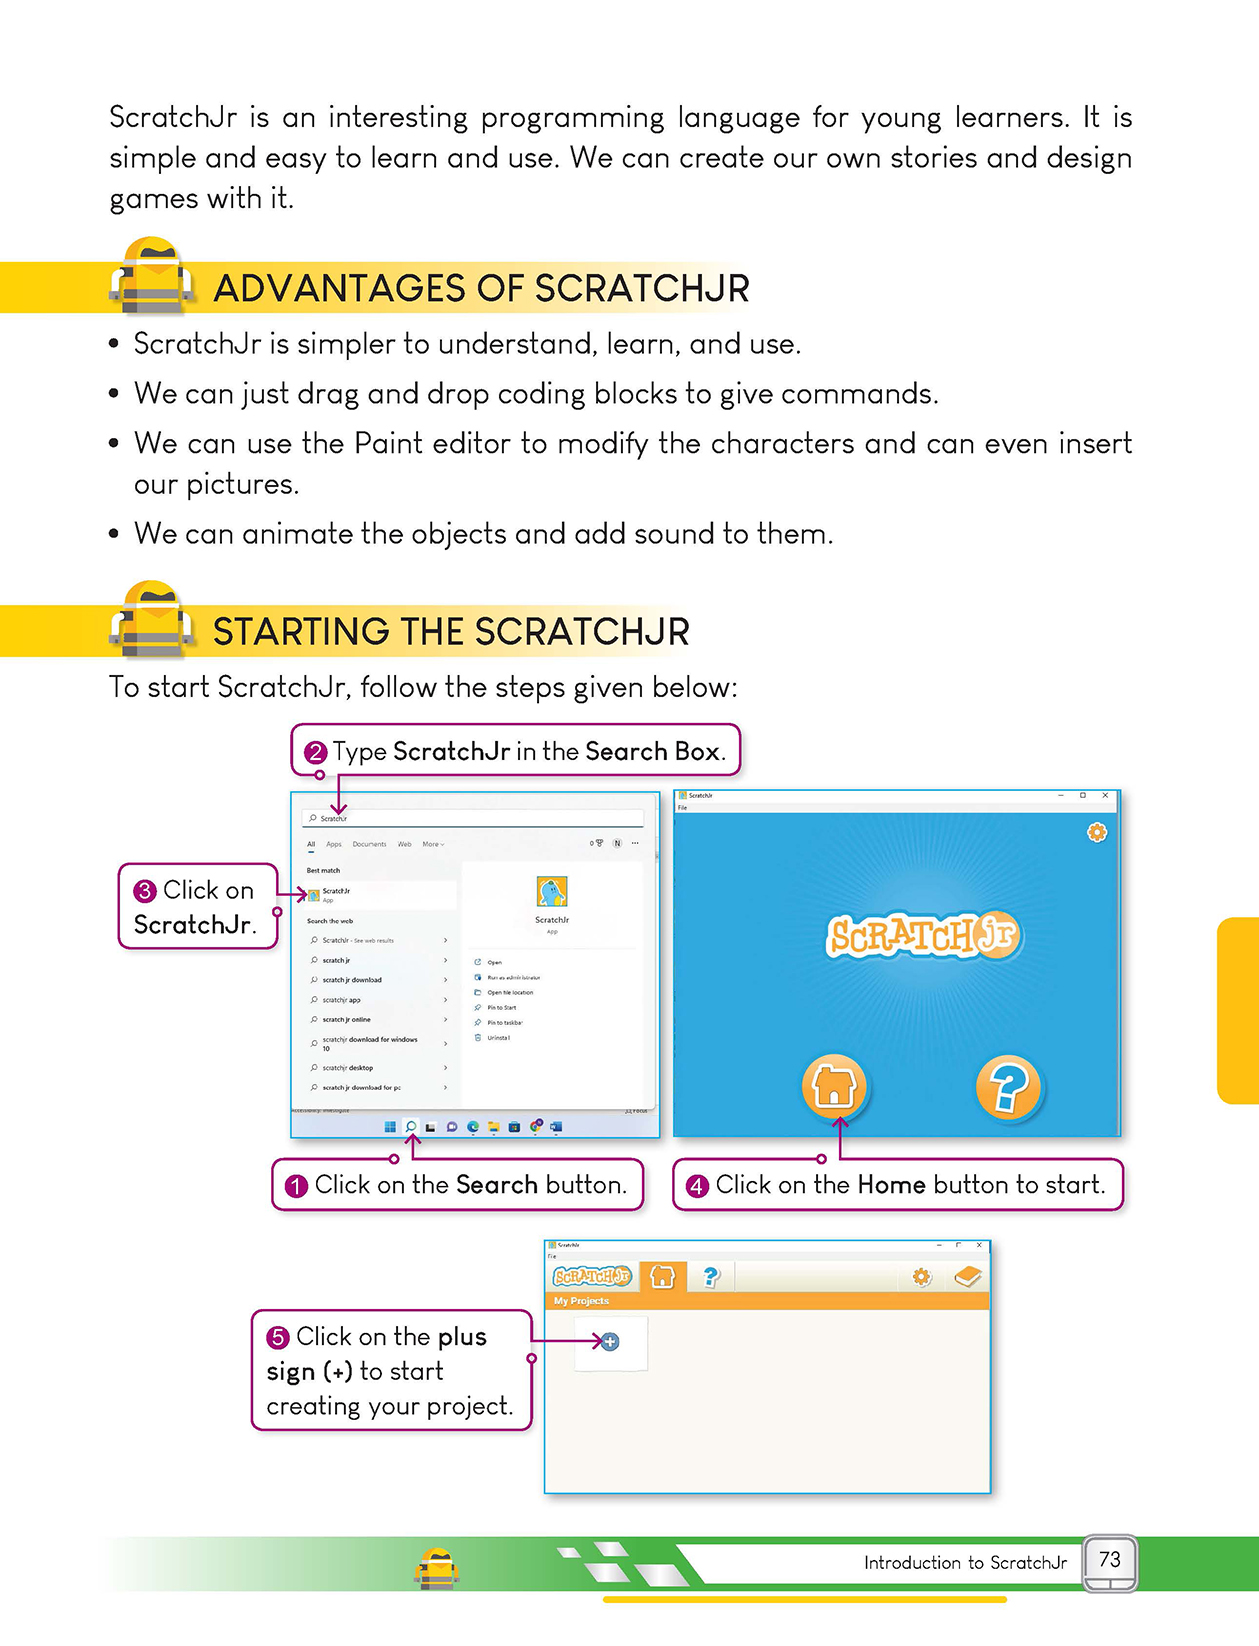 ScratchJr is an interesting programming language for young learners. It is
simple and easy to learn and use. We can create our own stories and design
games with it.
ADVANTAGES OF SCRATCHJR
• ScratchJr is simpler to understand, learn, and use.
• We can just drag and drop coding blocks to give commands.
• We can use the Paint editor to modify the characters and can even insert
our pictures.
• We can animate the objects and add sound to them.
STARTING THE SCRATCHJR
To start ScratchJr, follow the steps given below:
2 Type ScratchJr in the Search Box.
ScratchJr
All Apps Documents Web More
0 N ...
Best match
ScratchJr
App
Search the web
ScratchJr - See web results
scratch jr
scratch jr download
scratchjr app
scratch jr online
scratchjr download for windows
10
scratchjr desktop
scratch jr download for pc
ScratchJr
App
Open
Run as administrator
Open file location
Pin to Start
Pin to taskbar
Uninstall
Focus
3 Click on
ScratchJr.
ScratchJr
File
SCRATCH jr
?
1 Click on the Search button.
4 Click on the Home button to start.
ScratchJr
File
SCRATCH jr
?
My Projects
+
5 Click on the plus
sign (+) to start
creating your project.
Introduction to ScratchJr 73